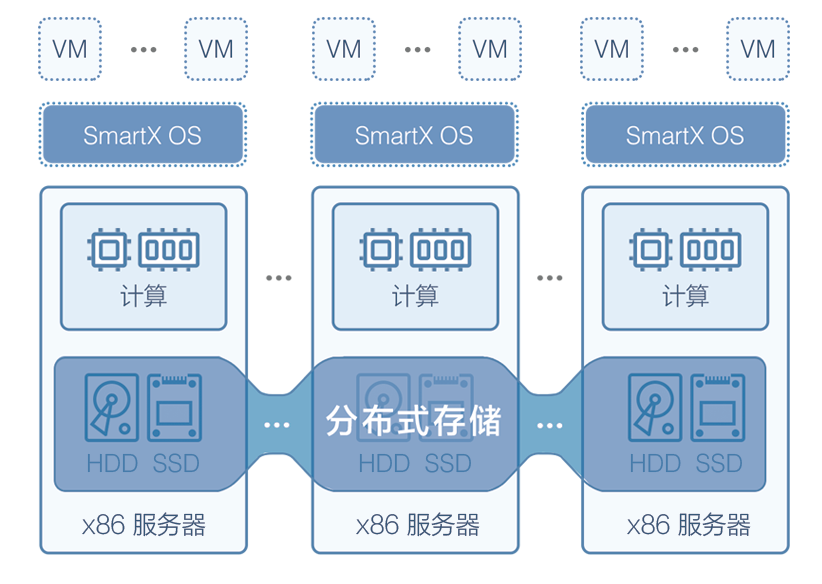 VM ... VM VM ... VM VM ... VM
SmartX OS SmartX OS SmartX OS
计算 ... 计算 ... 计算
... 分布式存储 ...
HDD SSD HDD SSD HDD SSD
x86 服务器 x86 服务器 x86 服务器